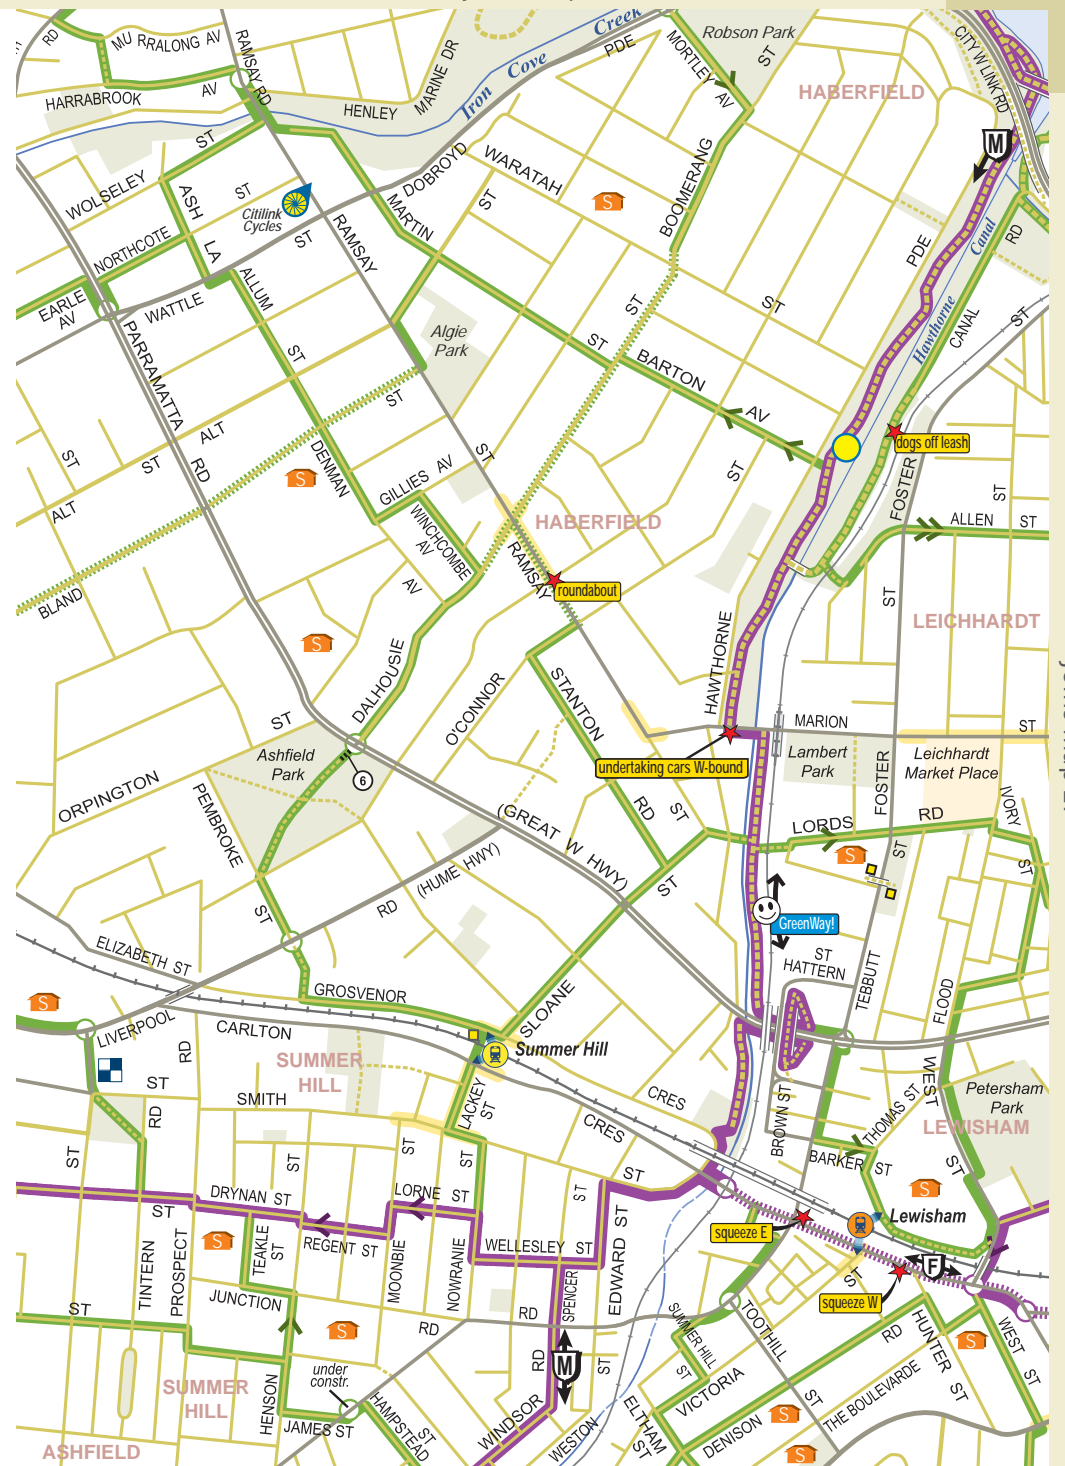 RD
MU RRALONG AV
RAMSAY RD
HARRABROOK
AV
HENLEY
MARINE DR
Iron
Cove
Creek
PDE
MORTLEY
AV
Robson Park
ST
HABERFIELD
CITY W LINK RD
M
ST
WOLSELEY
ASH
LA
ST
Citilink
Cycles
ST
NORTHCOTE
EARLE
AV
WATTLE
ALLUM
ST
RAMSAY
DOBROYD
MARTIN
WARATAH
ST
S
BOOMERANG
ST
ST
PDE
Hawthorne
Canal
CANAL
RD
ST
Algie
Park
PARRAMATTA
RD
ST
BARTON
AV
ST
ALT
ST
ST
ALT
S
DENMAN
ST
GILLIES AV
WINCHCOMBE
AV
ST
HABERFIELD
RAMSAY
roundabout
dogs off leash
FOSTER
ST
ST
ALLEN ST
LEICHHARDT
BLAND
AV
S
DALHOUSIE
O'CONNOR
STANTON
RD
ST
HAWTHORNE
MARION
ST
undertaking cars W-bound
Lambert
Park
Leichhardt
Market Place
FOSTER
ST
IVORY
ST
LORDS
RD
S
ST
Ashfield
Park
6
ORPINGTON
PEMBROKE
ST
(GREAT W HWY)
(HUME HWY)
RD
ST
GreenWay!
ST
HATTERN
TEBBUTT
FLOOD
ELIZABETH ST
S
LIVERPOOL
GROSVENOR
CARLTON
RD
ST
SLOANE
Summer Hill
SUMMER
HILL
SMITH
RD
ST
LACKEY
ST
CRES
CRES
BROWN ST
THOMAS ST
WEST
ST
Petersham
Park
LEWISHAM
BARKER ST
S
Lewisham
ST
DRYNAN ST
ST
ST
LORNE ST
ST
ST
ST
REGENT ST
TEAKLE
ST
S
TINTERN
PROSPECT
MOONBIE
NOWRANIE
WELLESLEY ST
SPENCER
EDWARD ST
squeeze E
squeeze W
ST
F
JUNCTION
ST
S
RD
RD
RD
M
ST
SUMMER HILL
ST
TOOTHILL
ST
VICTORIA
RD
HUNTER
ST
WEST
ST
S
SUMMER
HILL
HENSON
under
constr.
JAMES ST
HAMPSTEAD
ST
WINDSOR
WESTON
ELTHAM
ST
DENISON
THE BOULEVARDE
S
S
ASHFIELD